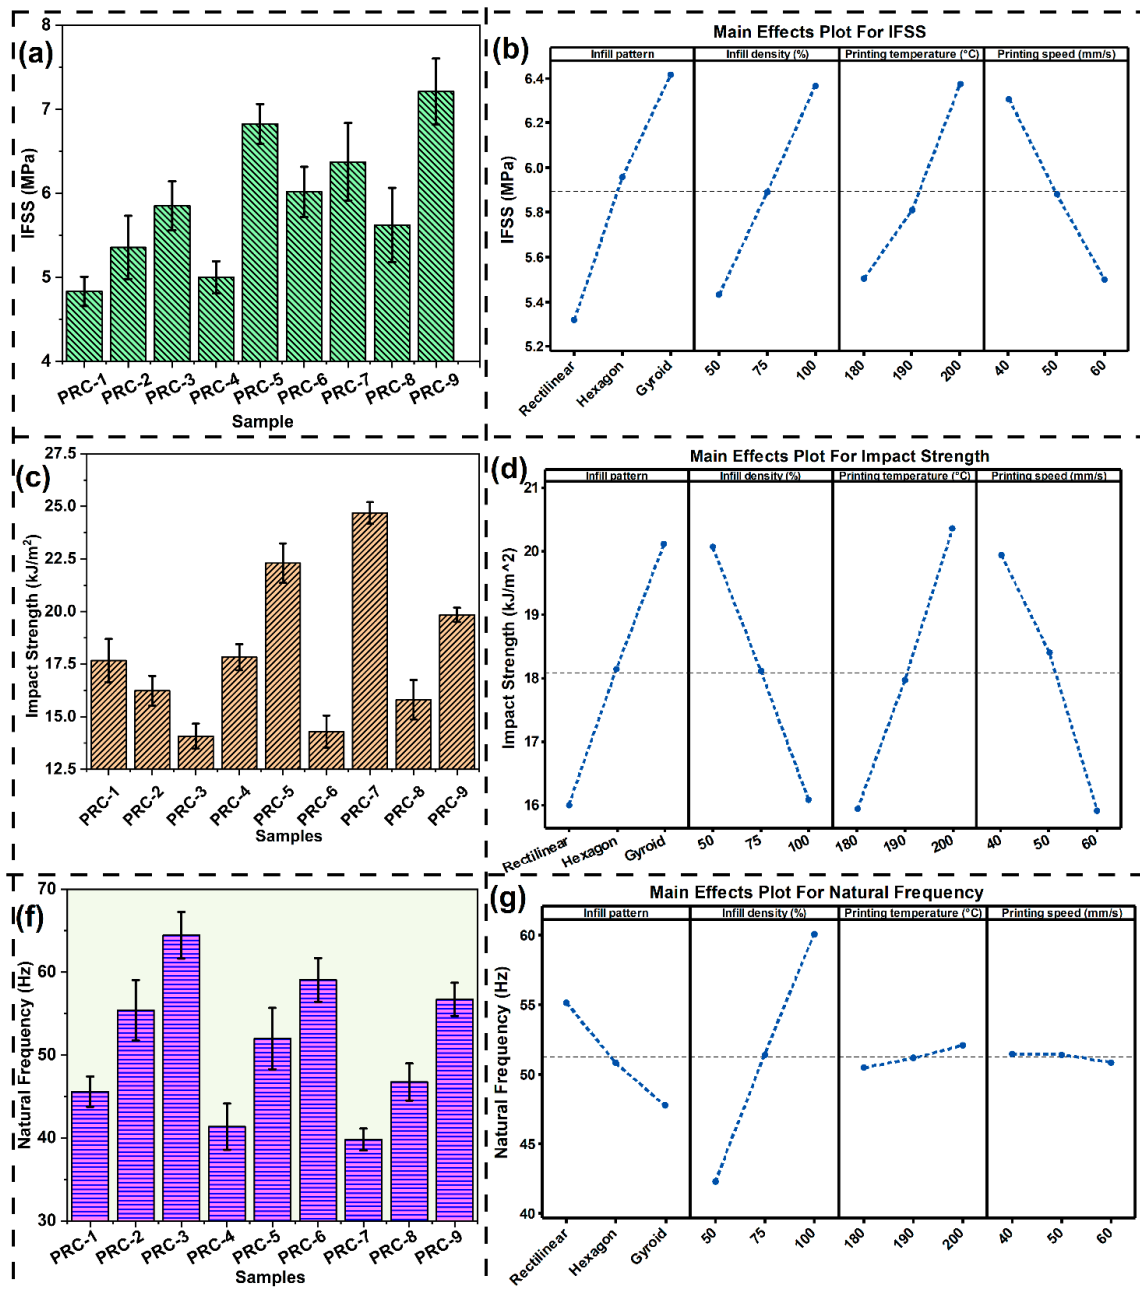 (a)
8
7
6
5
4
IFSS (MPa)
PRC-1 PRC-2 PRC-3 PRC-4 PRC-5 PRC-6 PRC-7 PRC-8 PRC-9
Sample
(b)
Main Effects Plot For IFSS
Infill pattern Infill density (%) Printing temperature (°C) Printing speed (mm/s)
6.4
6.2
6.0
5.8
5.6
5.4
5.2
IFSS (MPa)
Rectilinear Hexagon Gyroid 50 75 100 180 190 200 40 50 60
(c)
27.5
25.0
22.5
20.0
17.5
15.0
12.5
Impact Strength (kJ/m²)
PRC-1 PRC-2 PRC-3 PRC-4 PRC-5 PRC-6 PRC-7 PRC-8 PRC-9
Samples
(d)
Main Effects Plot For Impact Strength
Infill pattern Infill density (%) Printing temperature (°C) Printing speed (mm/s)
21
20
19
18
17
16
Impact Strength (kJ/m^2)
Rectilinear Hexagon Gyroid 50 75 100 180 190 200 40 50 60
(f)
70
60
50
40
30
Natural Frequency (Hz)
PRC-1 PRC-2 PRC-3 PRC-4 PRC-5 PRC-6 PRC-7 PRC-8 PRC-9
Samples
(g)
Main Effects Plot For Natural Frequency
Infill pattern Infill density (%) Printing temperature (°C) Printing speed (mm/s)
60
55
50
45
40
Natural Frequency (Hz)
Rectilinear Hexagon Gyroid 50 75 100 180 190 200 40 50 60